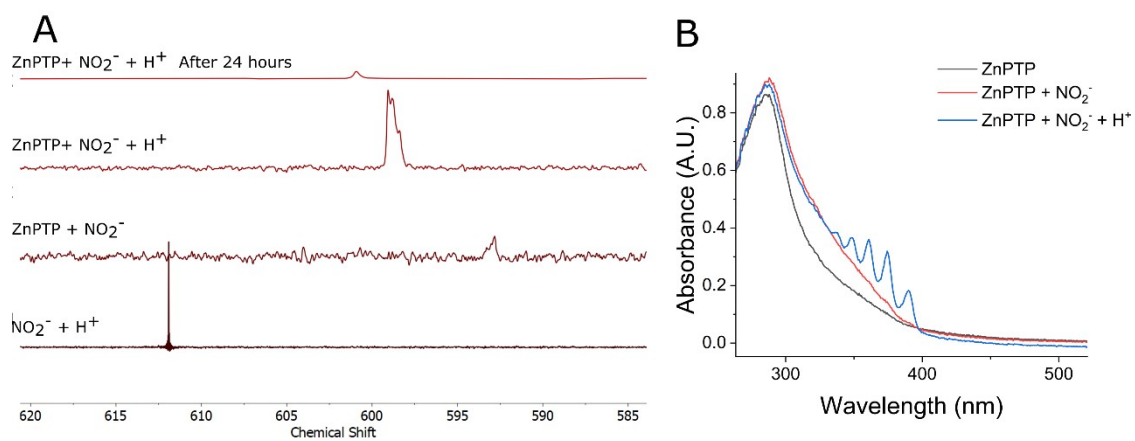 A
ZnPTP+ NO₂⁻ + H⁺ After 24 hours
ZnPTP+ NO₂⁻ + H⁺
ZnPTP + NO₂⁻
NO₂⁻ + H⁺
620 615 610 605 600 595 590 585
Chemical Shift
B
ZnPTP
ZnPTP + NO₂⁻
ZnPTP + NO₂⁻ + H⁺
Absorbance (A.U.)
0.8
0.6
0.4
0.2
0.0
300 400 500
Wavelength (nm)